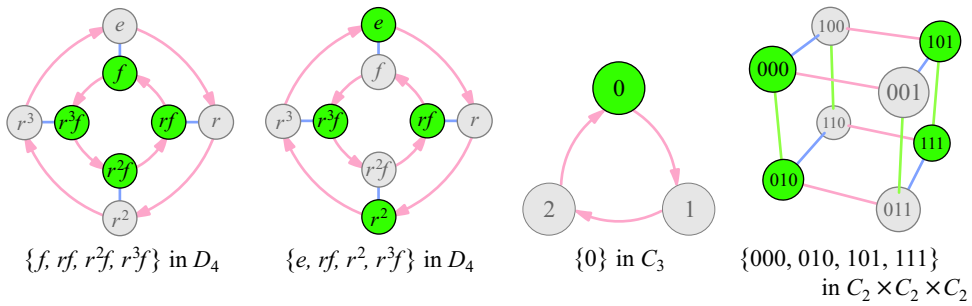 e
f
r³f
rf
r³
r
r²f
r²
{f, rf, r²f, r³f} in D₄
e
f
r³f
rf
r³
r
r²f
r²
{e, rf, r², r³f} in D₄
0
2
1
{0} in C₃
100
101
000
001
110
111
010
011
{000, 010, 101, 111}
in C₂ × C₂ × C₂